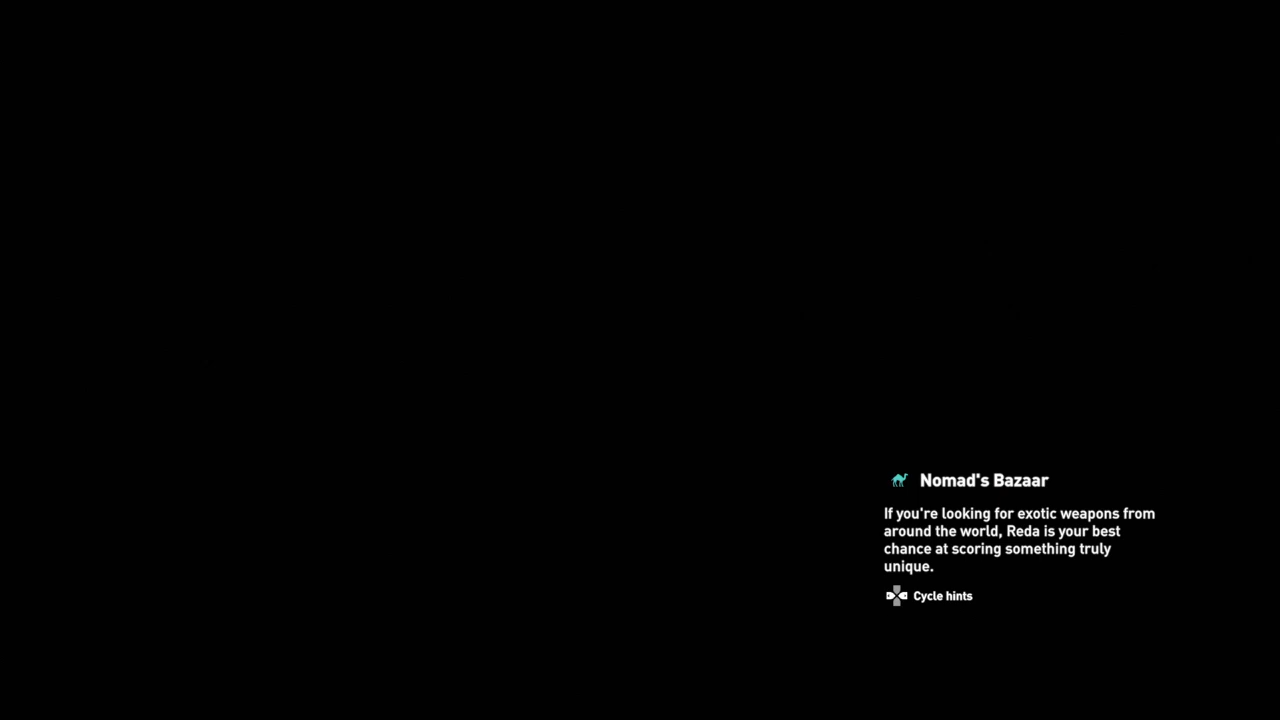 Nomad's Bazaar
If you're looking for exotic weapons from
around the world, Reda is your best
chance at scoring something truly
unique.
Cycle hints